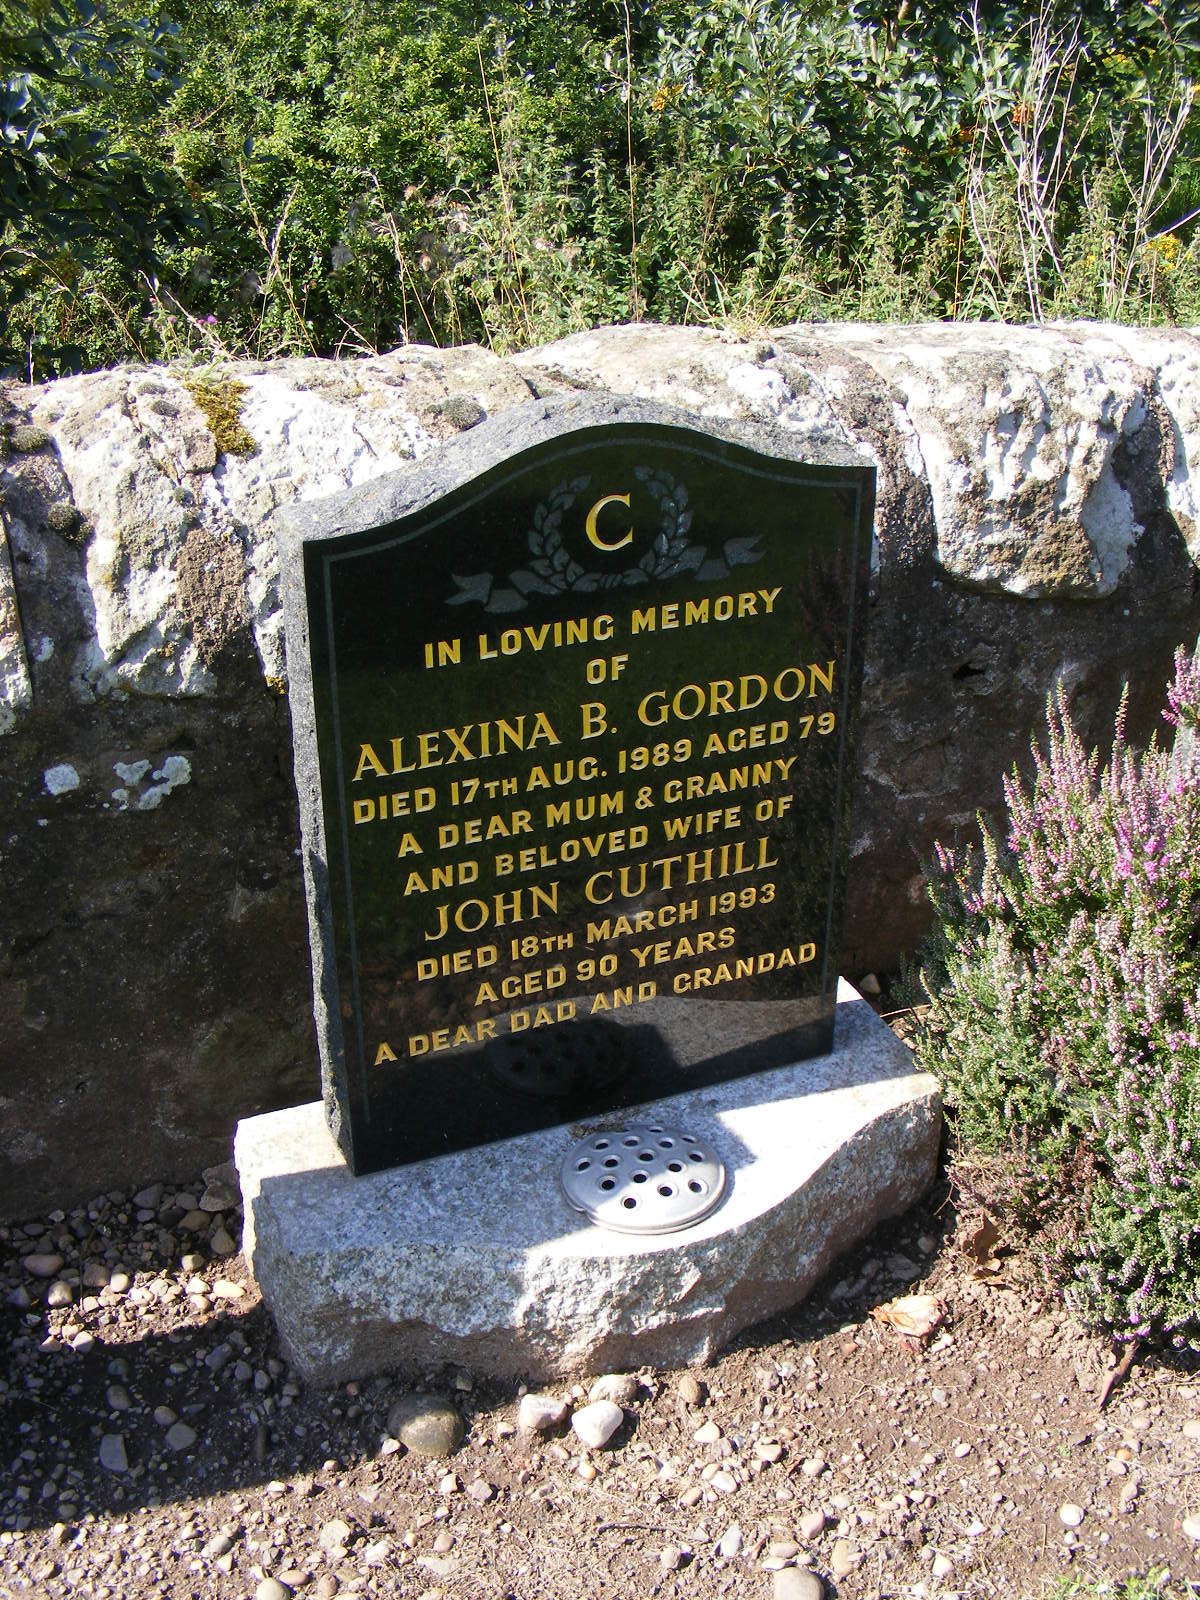 C
IN LOVING MEMORY
OF
ALEXINA B. GORDON
DIED 17TH AUG. 1989 AGED 79
A DEAR MUM & GRANNY
AND BELOVED WIFE OF
JOHN CUTHILL
DIED 18TH MARCH 1993
AGED 90 YEARS
A DEAR DAD AND GRANDAD